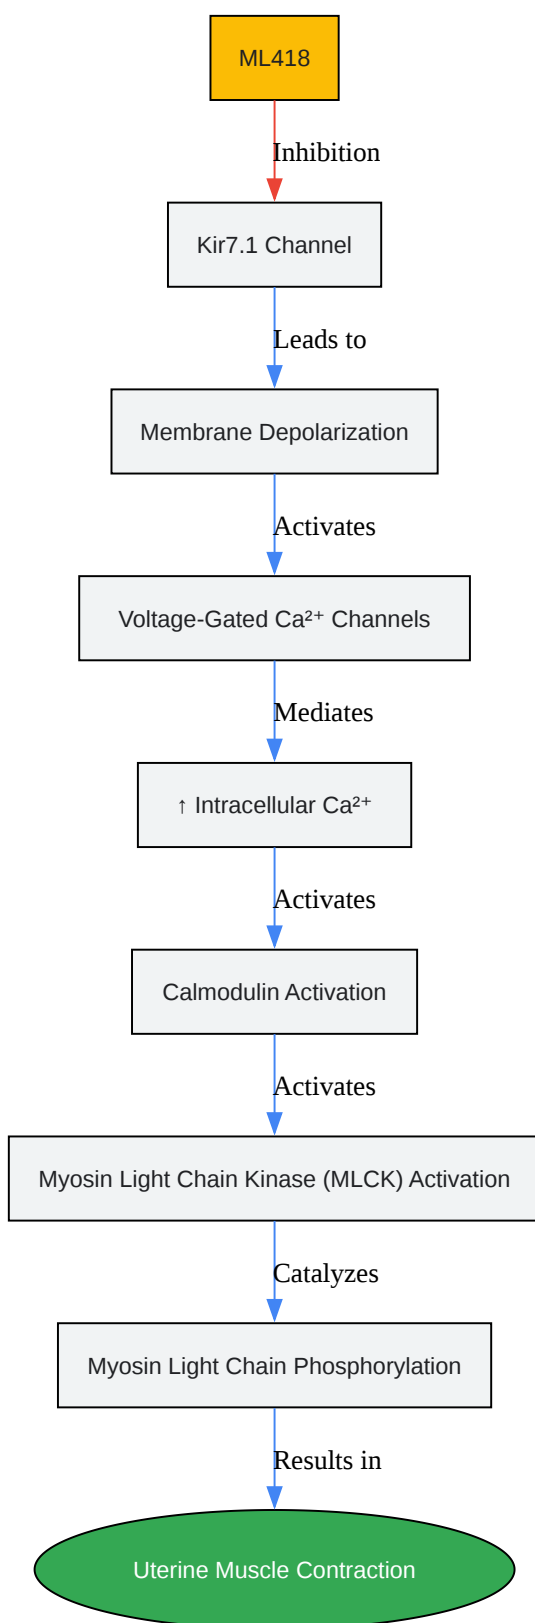 ML418
Inhibition
Kir7.1 Channel
Leads to
Membrane Depolarization
Activates
Voltage-Gated Ca²⁺ Channels
Mediates
↑ Intracellular Ca²⁺
Activates
Calmodulin Activation
Activates
Myosin Light Chain Kinase (MLCK) Activation
Catalyzes
Myosin Light Chain Phosphorylation
Results in
Uterine Muscle Contraction